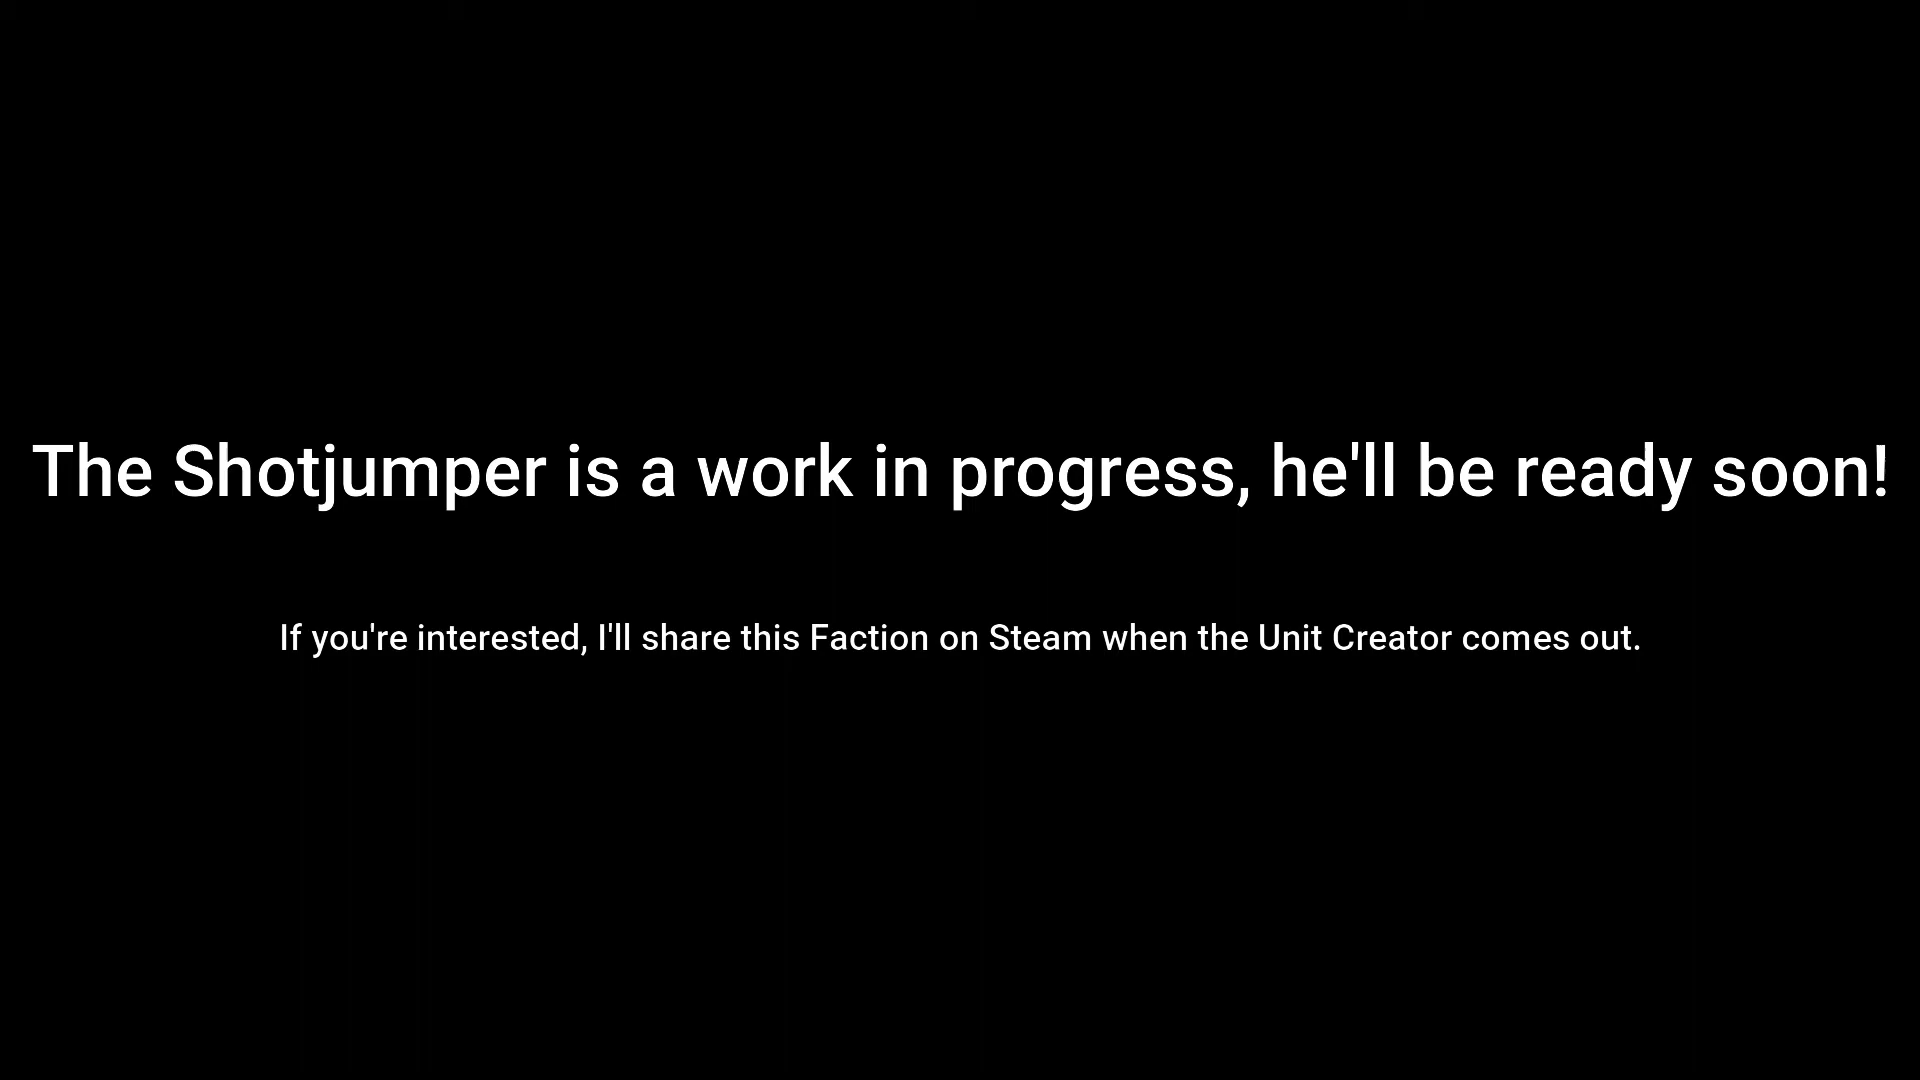 The Shotjumper is a work in progress, he'll be ready soon!
If you're interested, I'll share this Faction on Steam when the Unit Creator comes out.